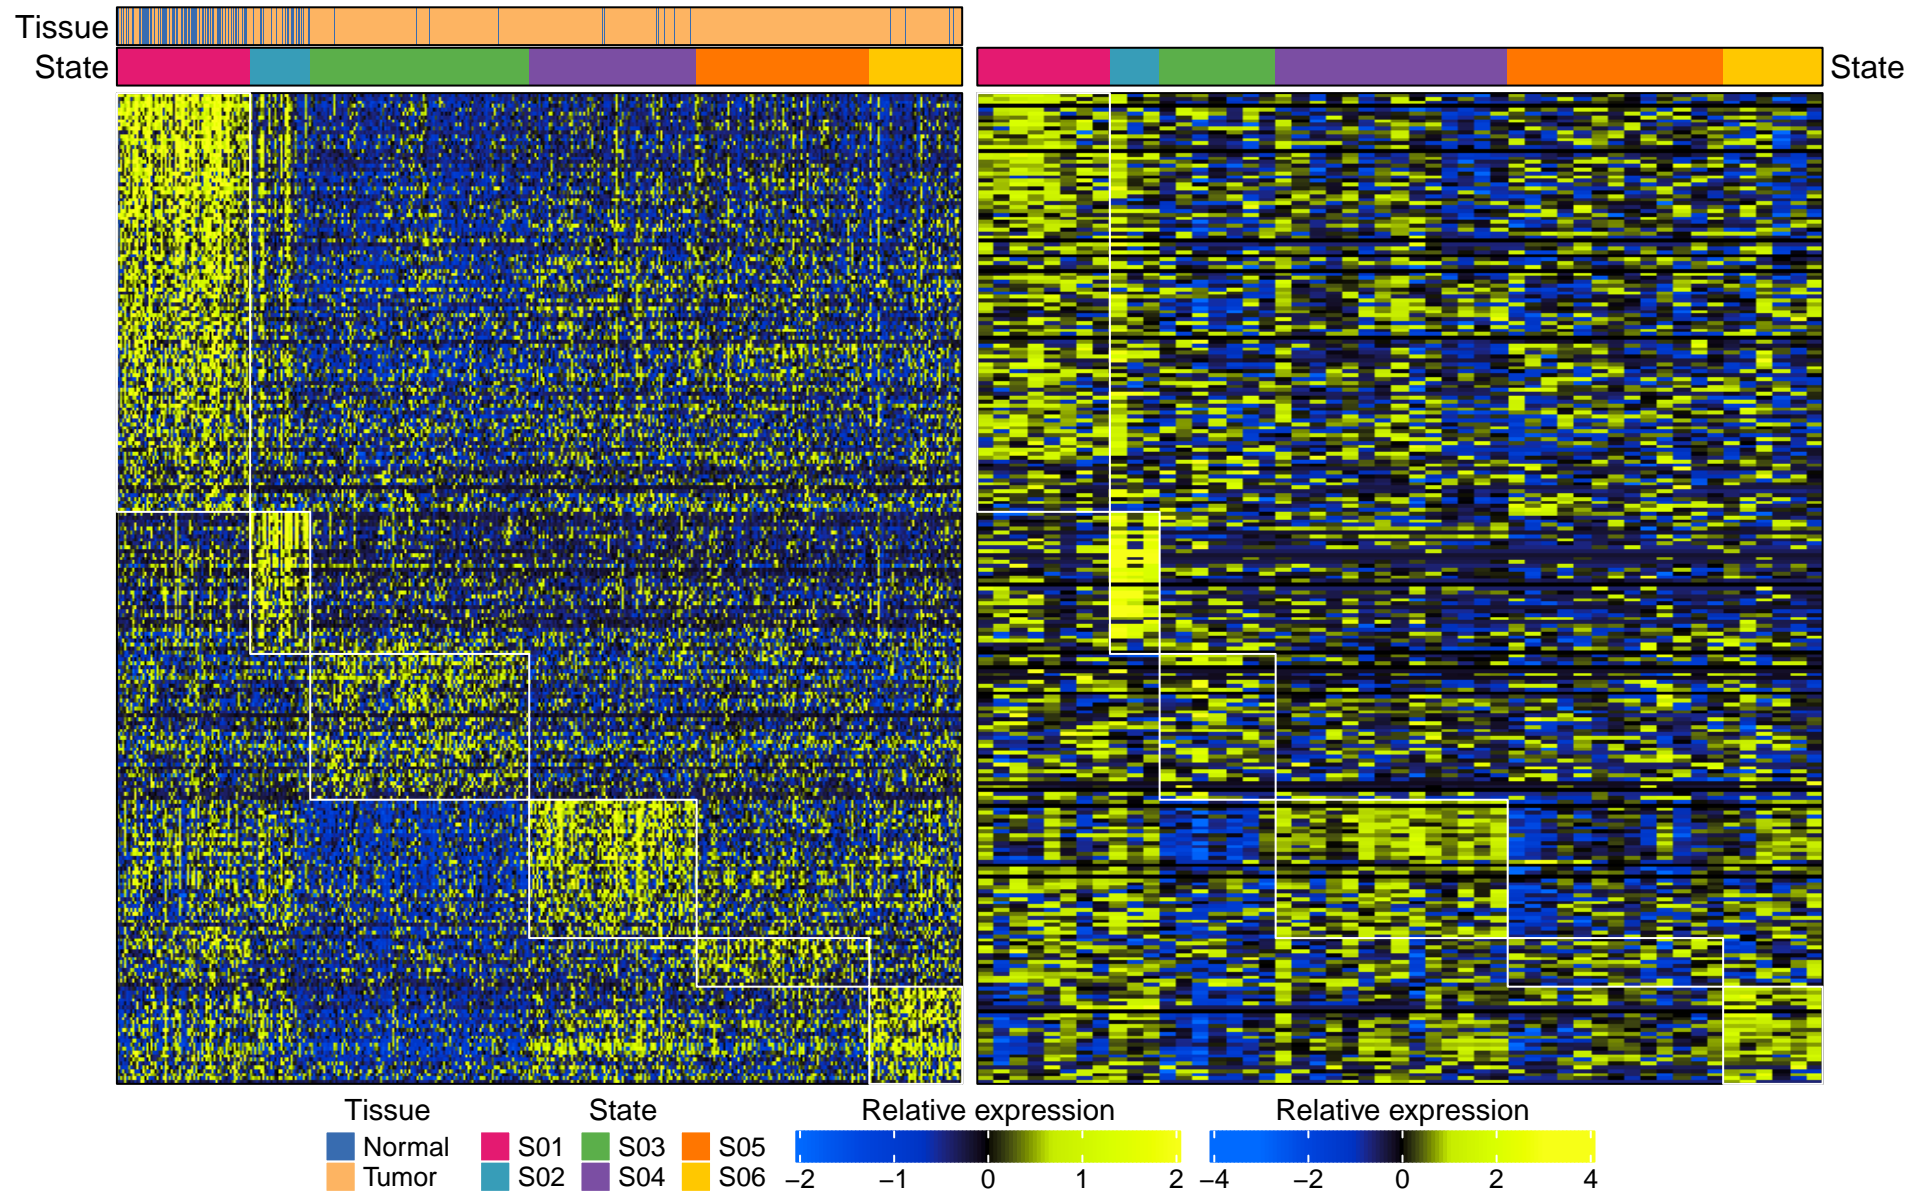 Tissue
State
State
Tissue State Relative expression Relative expression
Normal S01 S03 S05
Tumor S02 S04 S06
−2 −1 0 1 2 −4 −2 0 2 4